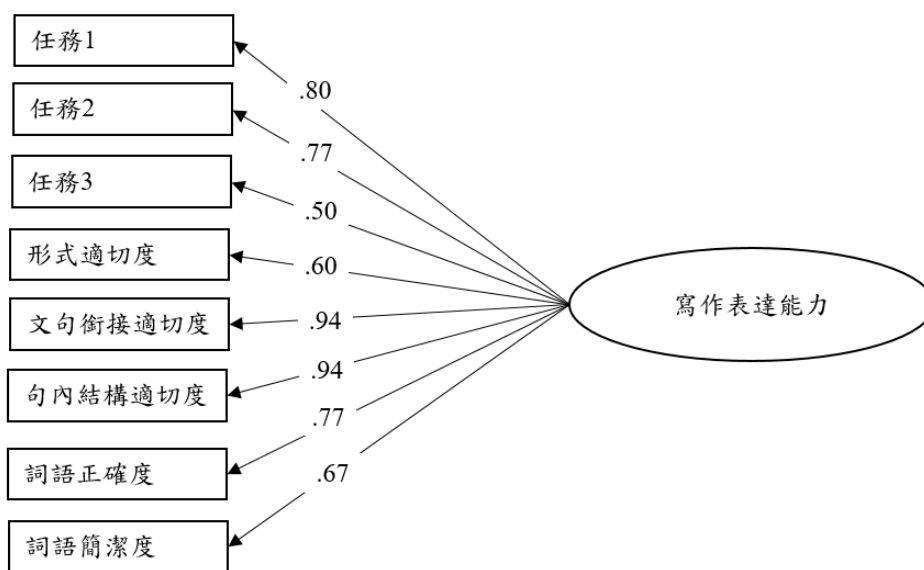 任務1
.80
任務2
.77
任務3
.50
形式適切度
.60
寫作表達能力
文句銜接適切度
.94
句內結構適切度
.94
詞語正確度
.77
詞語簡潔度
.67